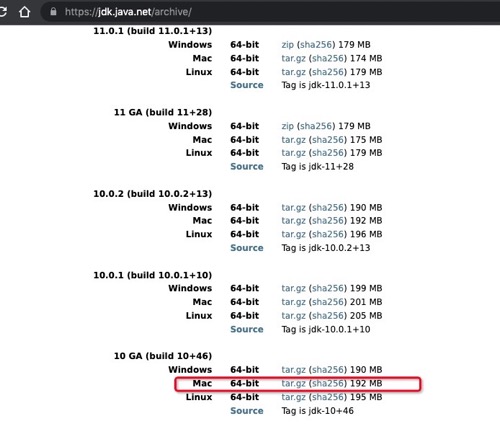 https://jdk.java.net/archive/
11.0.1 (build 11.0.1+13)
Windows 64-bit zip (sha256) 179 MB
Mac 64-bit tar.gz (sha256) 174 MB
Linux 64-bit tar.gz (sha256) 179 MB
Source Tag is jdk-11.0.1+13
11 GA (build 11+28)
Windows 64-bit zip (sha256) 179 MB
Mac 64-bit tar.gz (sha256) 175 MB
Linux 64-bit tar.gz (sha256) 179 MB
Source Tag is jdk-11+28
10.0.2 (build 10.0.2+13)
Windows 64-bit tar.gz (sha256) 190 MB
Mac 64-bit tar.gz (sha256) 192 MB
Linux 64-bit tar.gz (sha256) 196 MB
Source Tag is jdk-10.0.2+13
10.0.1 (build 10.0.1+10)
Windows 64-bit tar.gz (sha256) 199 MB
Mac 64-bit tar.gz (sha256) 201 MB
Linux 64-bit tar.gz (sha256) 205 MB
Source Tag is jdk-10.0.1+10
10 GA (build 10+46)
Windows 64-bit tar.gz (sha256) 190 MB
Mac 64-bit tar.gz (sha256) 192 MB
Linux 64-bit tar.gz (sha256) 195 MB
Source Tag is jdk-10+46